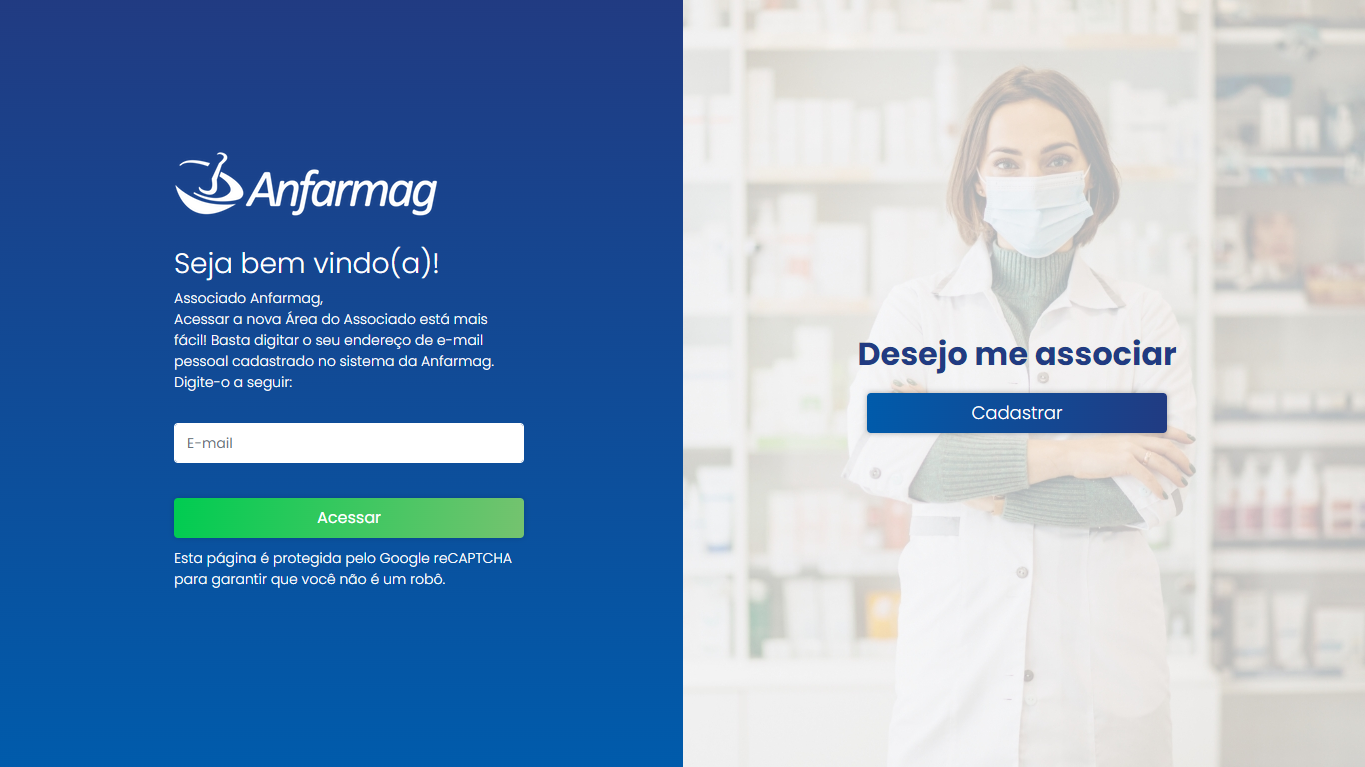 Anfarmag
Seja bem vindo(a)!
Associado Anfarmag,
Acessar a nova Área do Associado está mais
fácil! Basta digitar o seu endereço de e-mail
pessoal cadastrado no sistema da Anfarmag.
Digite-o a seguir:
E-mail
Acessar
Esta página é protegida pelo Google reCAPTCHA
para garantir que você não é um robô.
Desejo me associar
Cadastrar